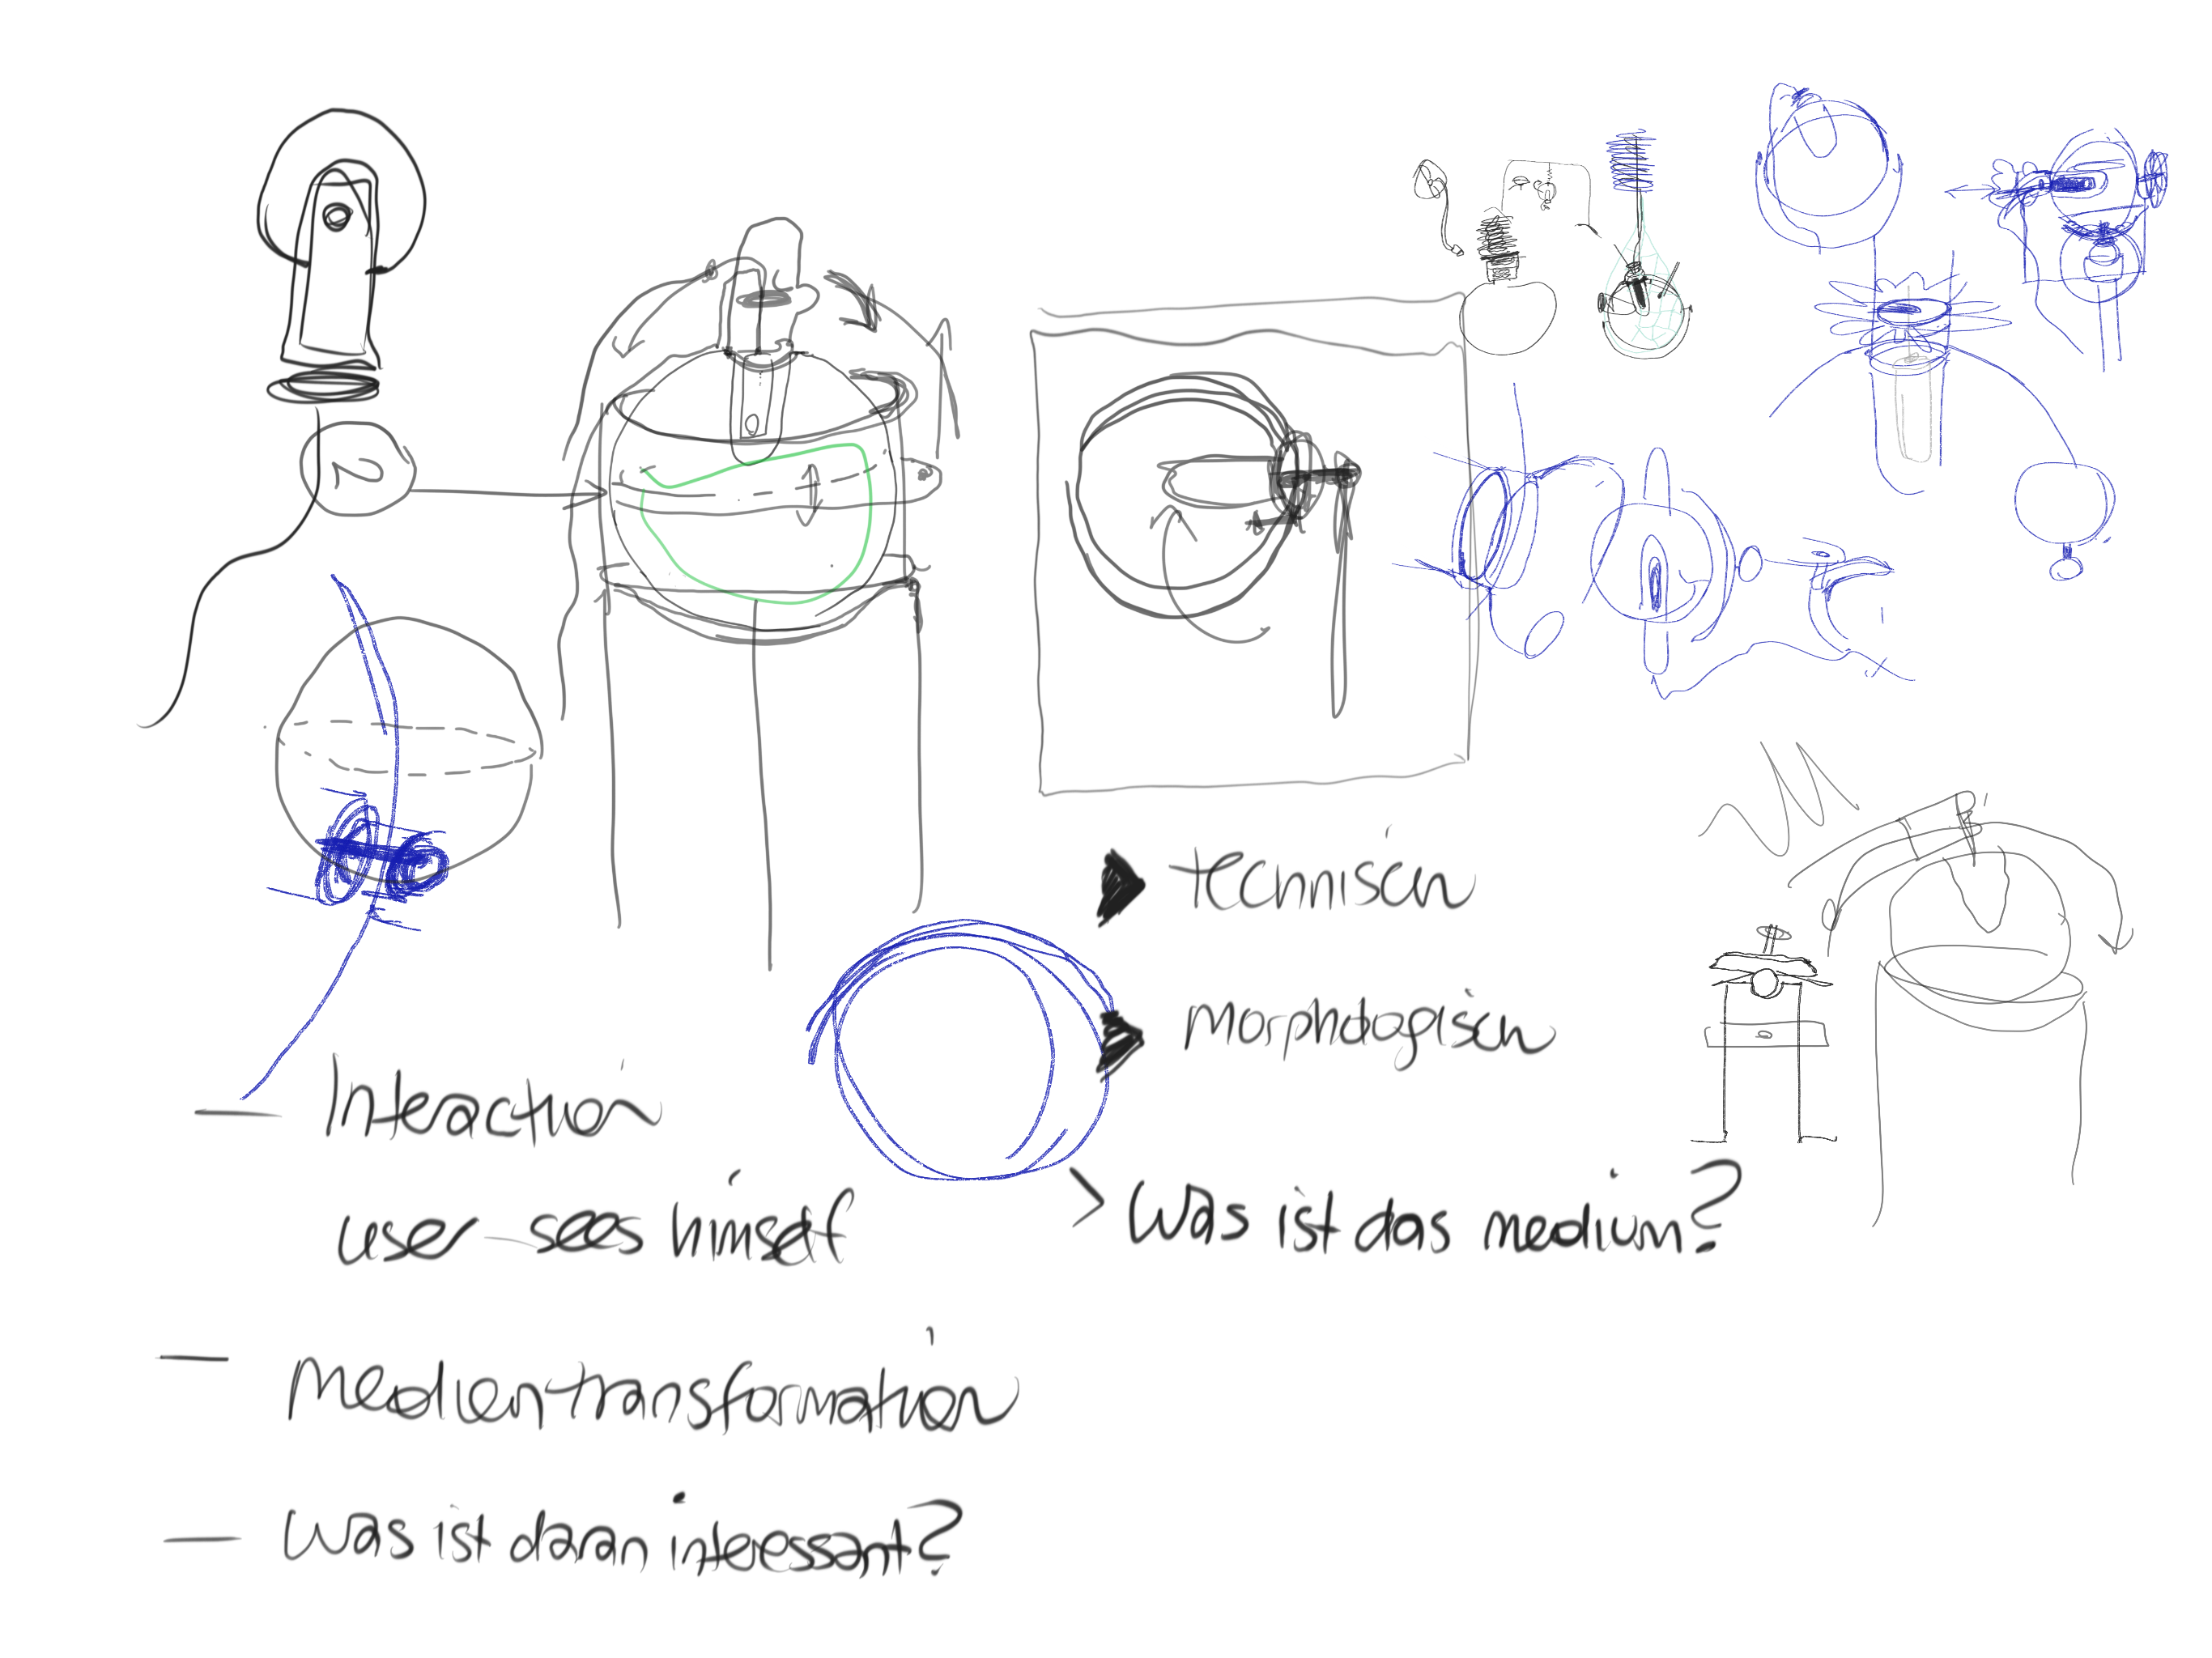 technisch
morphologisch
– Interaction
user sees himself
> Was ist das medium?
– Medientransformation
– Was ist daran interessant?